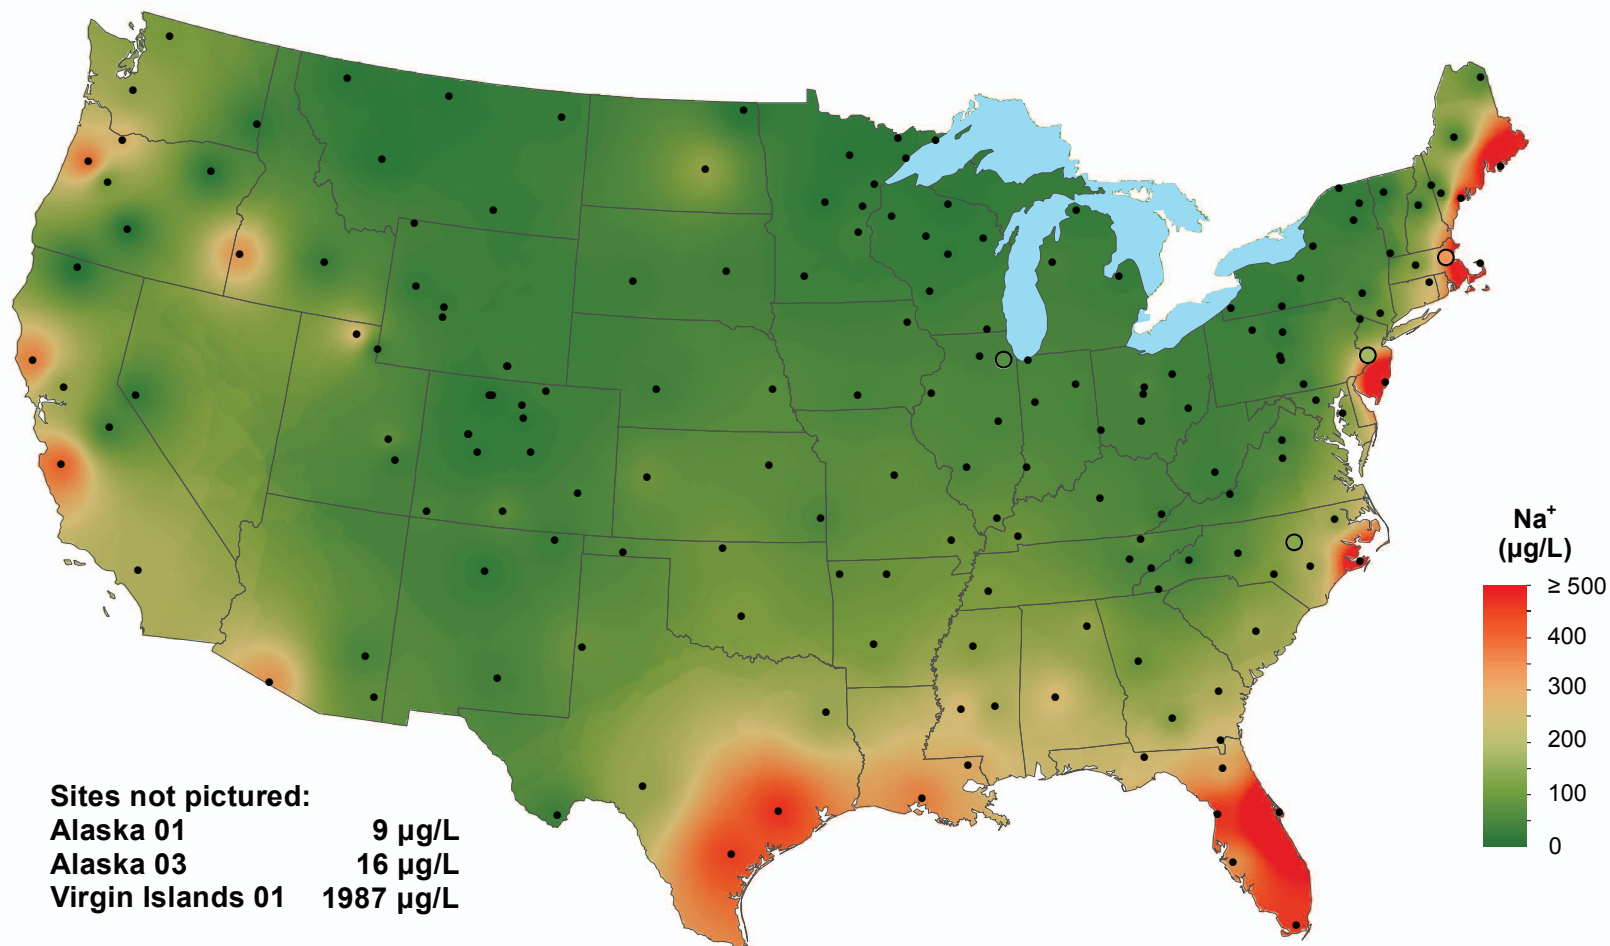 Na+
(µg/L)
≥ 500
400
300
200
100
0
Sites not pictured:
Alaska 01 9 µg/L
Alaska 03 16 µg/L
Virgin Islands 01 1987 µg/L